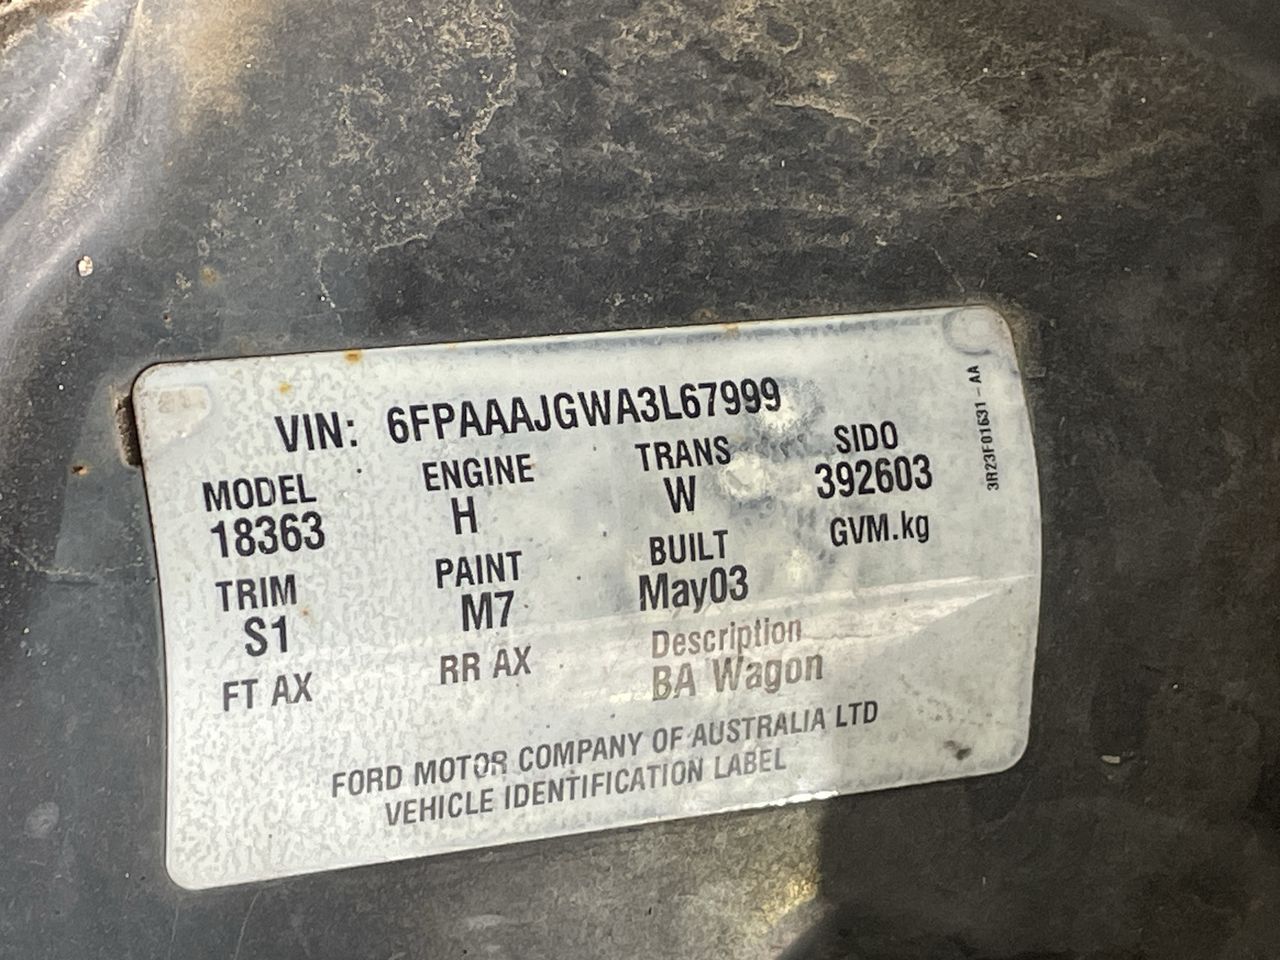 VIN: 6FPAAAJGWA3L67999
MODEL ENGINE TRANS SIDO
18363 H W 392603
TRIM PAINT BUILT GVM.kg
S1 M7 May03
FT AX RR AX Description
BA Wagon
FORD MOTOR COMPANY OF AUSTRALIA LTD
VEHICLE IDENTIFICATION LABEL
3R23F01631 - AA